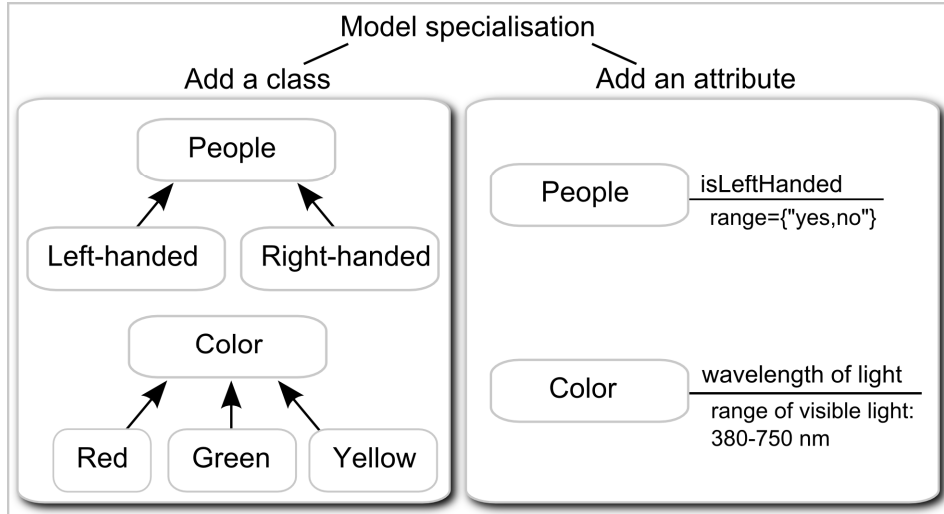 Model specialisation
Add a class
People
Left-handed
Right-handed
Color
Red
Green
Yellow
Add an attribute
People
isLeftHanded
range={"yes,no"}
Color
wavelength of light
range of visible light:
380-750 nm